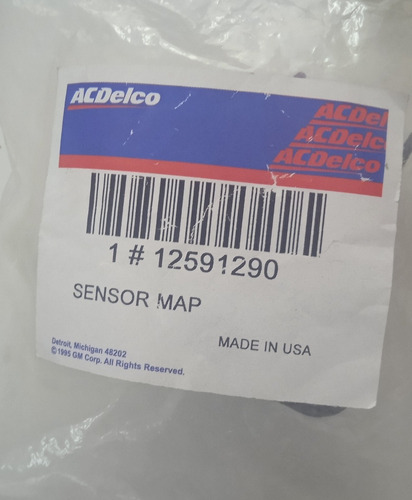 ACDelco
ACDelco
ACDelco
ACDelco
1 # 12591290
SENSOR MAP
MADE IN USA
Detroit, Michigan 48202
©1995 GM Corp. All Rights Reserved.